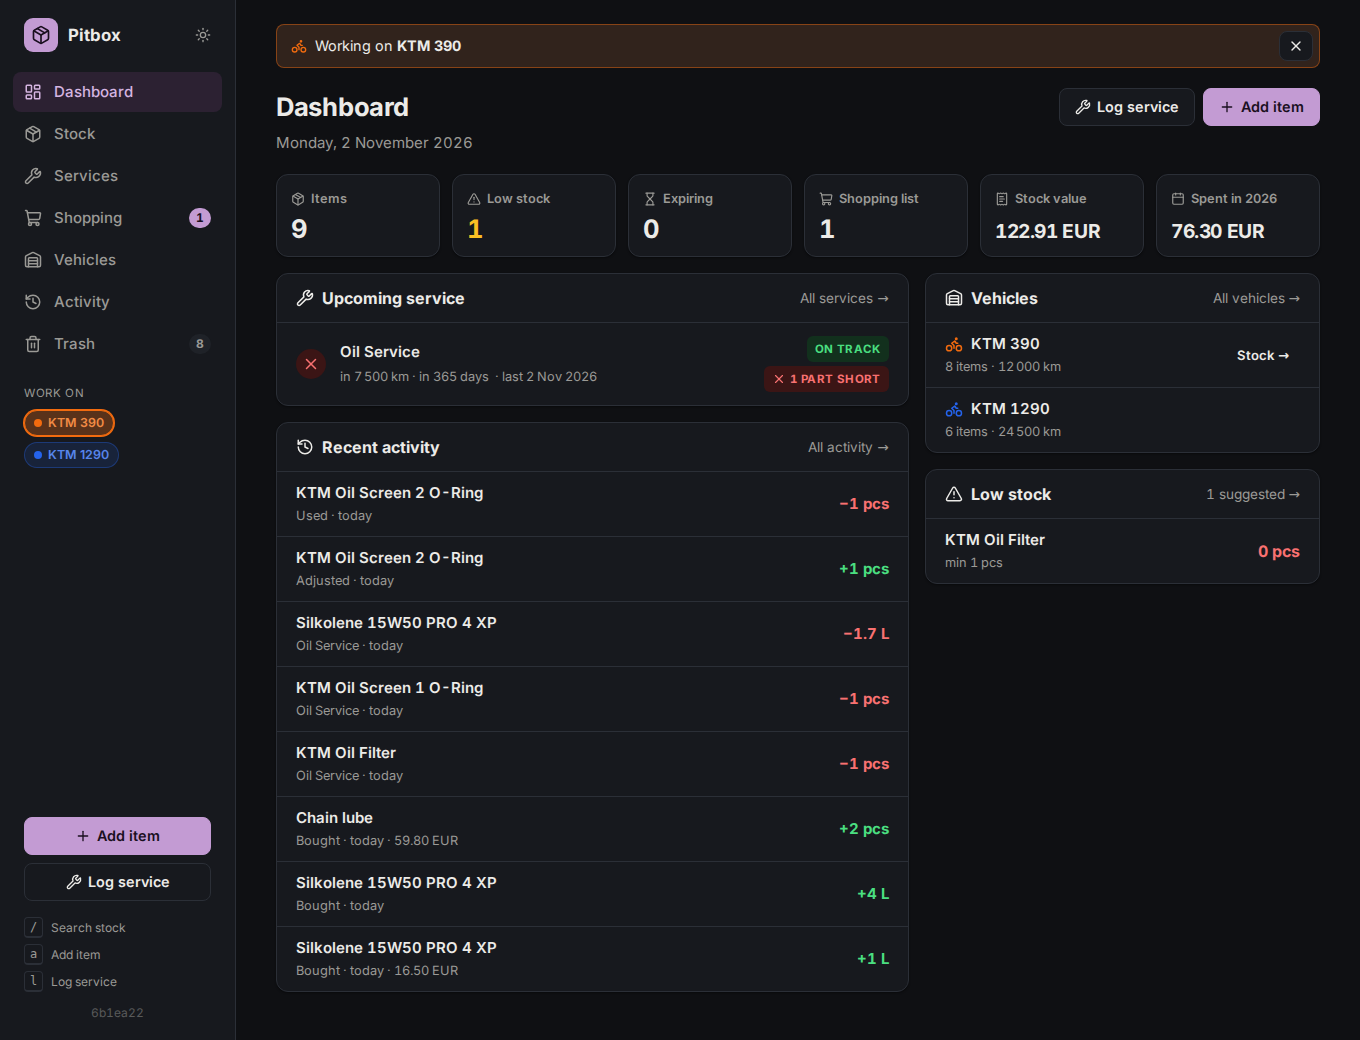 Pitbox
Dashboard
Stock
Services
Shopping 1
Vehicles
Activity
Trash 8
WORK ON
KTM 390
KTM 1290
Add item
Log service
/ Search stock
a Add item
l Log service
6b1ea22
Working on KTM 390
Dashboard
Log service
Add item
Monday, 2 November 2026
Items
9
Low stock
1
Expiring
0
Shopping list
1
Stock value
122.91 EUR
Spent in 2026
76.30 EUR
Upcoming service
All services →
Oil Service
in 7 500 km · in 365 days · last 2 Nov 2026
ON TRACK
1 PART SHORT
Recent activity
All activity →
KTM Oil Screen 2 O-Ring
Used · today
−1 pcs
KTM Oil Screen 2 O-Ring
Adjusted · today
+1 pcs
Silkolene 15W50 PRO 4 XP
Oil Service · today
−1.7 L
KTM Oil Screen 1 O-Ring
Oil Service · today
−1 pcs
KTM Oil Filter
Oil Service · today
−1 pcs
Chain lube
Bought · today · 59.80 EUR
+2 pcs
Silkolene 15W50 PRO 4 XP
Bought · today
+4 L
Silkolene 15W50 PRO 4 XP
Bought · today · 16.50 EUR
+1 L
Vehicles
All vehicles →
KTM 390
8 items · 12 000 km
Stock →
KTM 1290
6 items · 24 500 km
Low stock
1 suggested →
KTM Oil Filter
min 1 pcs
0 pcs